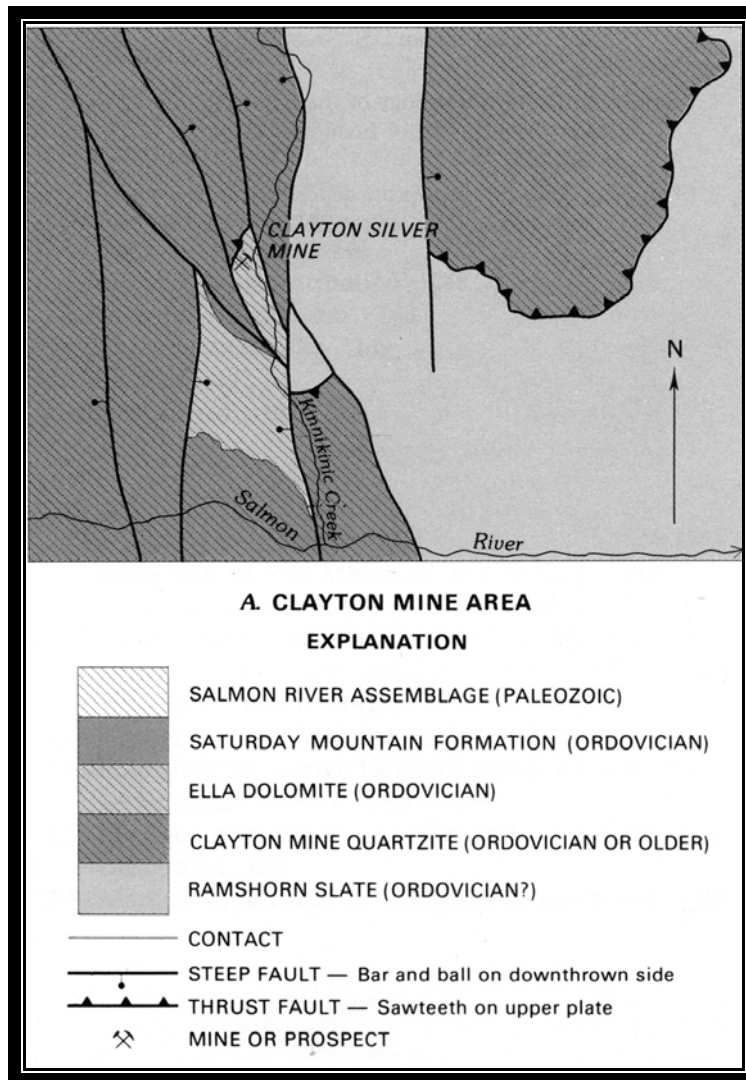 CLAYTON SILVER
MINE
N
Kinnikinic Creek
Salmon
River
A. CLAYTON MINE AREA
EXPLANATION
SALMON RIVER ASSEMBLAGE (PALEOZOIC)
SATURDAY MOUNTAIN FORMATION (ORDOVICIAN)
ELLA DOLOMITE (ORDOVICIAN)
CLAYTON MINE QUARTZITE (ORDOVICIAN OR OLDER)
RAMSHORN SLATE (ORDOVICIAN?)
CONTACT
STEEP FAULT — Bar and ball on downthrown side
THRUST FAULT — Sawteeth on upper plate
MINE OR PROSPECT